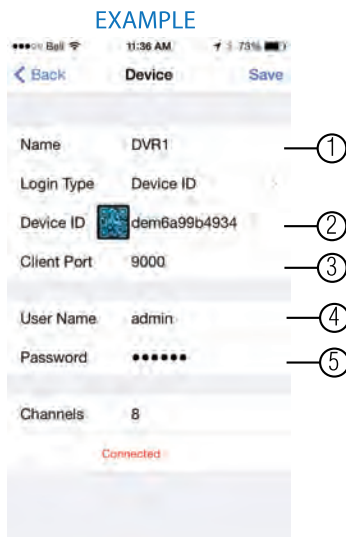 EXAMPLE
Bell 11:36 AM 73%
Back Device Save
Name DVR1 1
Login Type Device ID
Device ID dem6a99b4934 2
Client Port 9000 3
User Name admin 4
Password •••••• 5
Channels 8
Connected